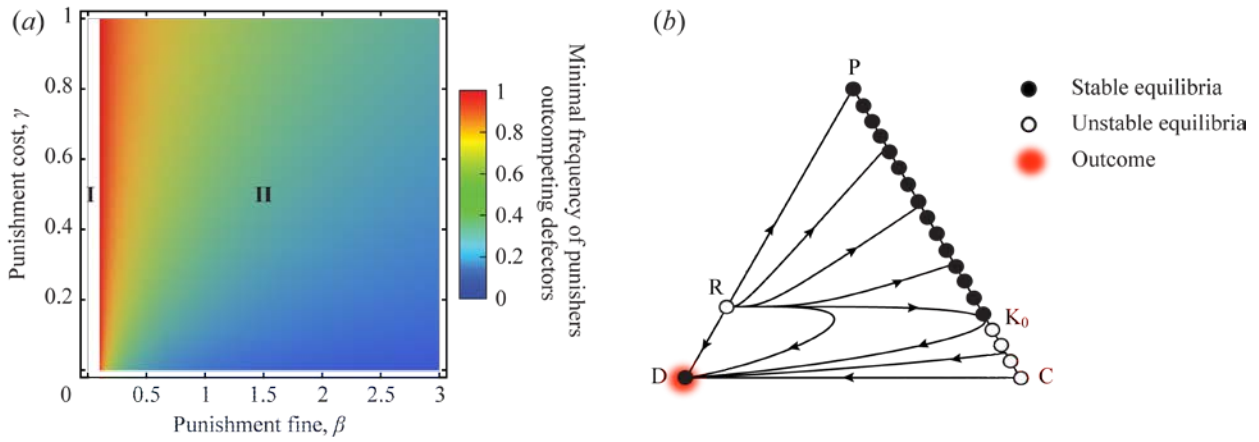 (a)
1
0.8
0.6
0.4
0.2
0
Punishment cost, γ
I
II
0.5
1
1.5
2
2.5
3
Punishment fine, β
1
0.8
0.6
0.4
0.2
0
Minimal frequency of punishers
outcompeting defectors
(b)
P
R
K₀
D
C
Stable equilibria
Unstable equilibria
Outcome